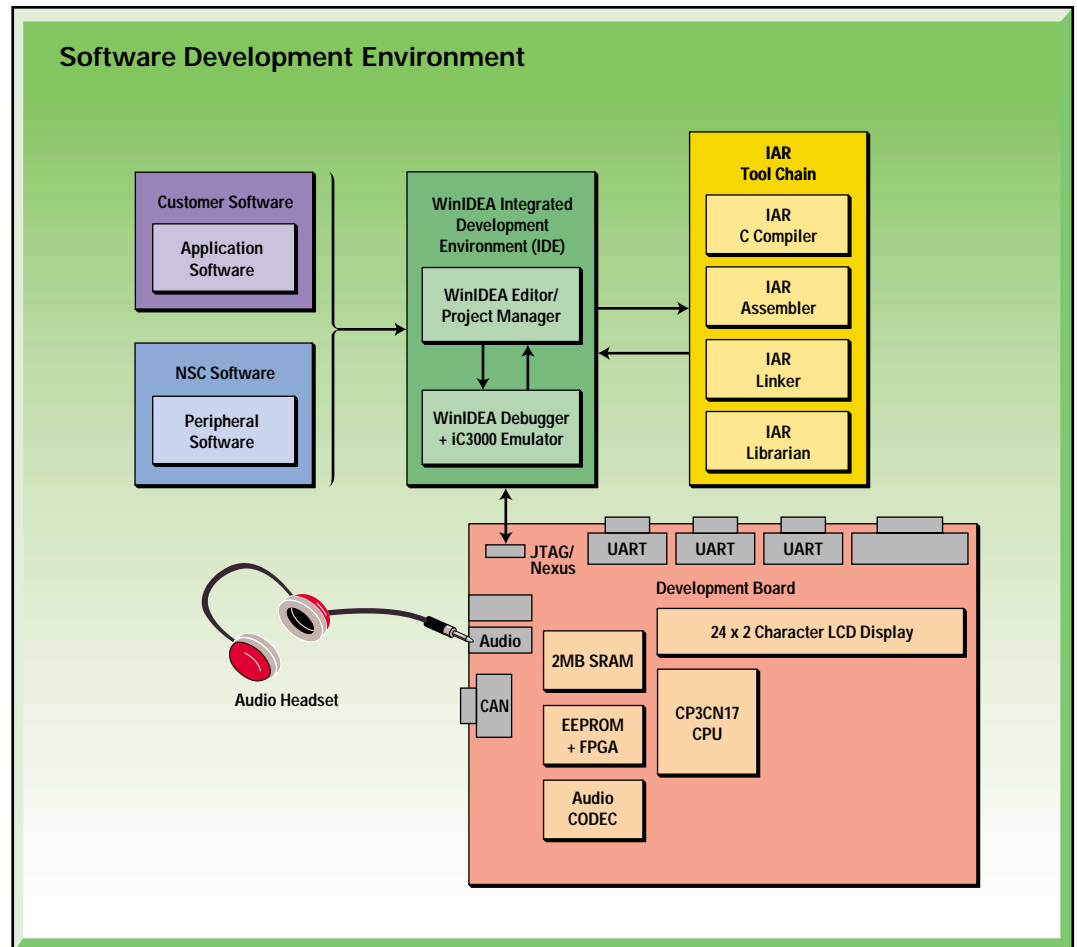 Software Development Environment
Customer Software
Application
Software
NSC Software
Peripheral
Software
WinIDEA Integrated
Development
Environment (IDE)
WinIDEA Editor/
Project Manager
WinIDEA Debugger
+ iC3000 Emulator
IAR
Tool Chain
IAR
C Compiler
IAR
Assembler
IAR
Linker
IAR
Librarian
JTAG/
Nexus
UART
UART
UART
Development Board
24 x 2 Character LCD Display
Audio
2MB SRAM
CAN
CP3CN17
CPU
EEPROM
+ FPGA
Audio
CODEC
Audio Headset